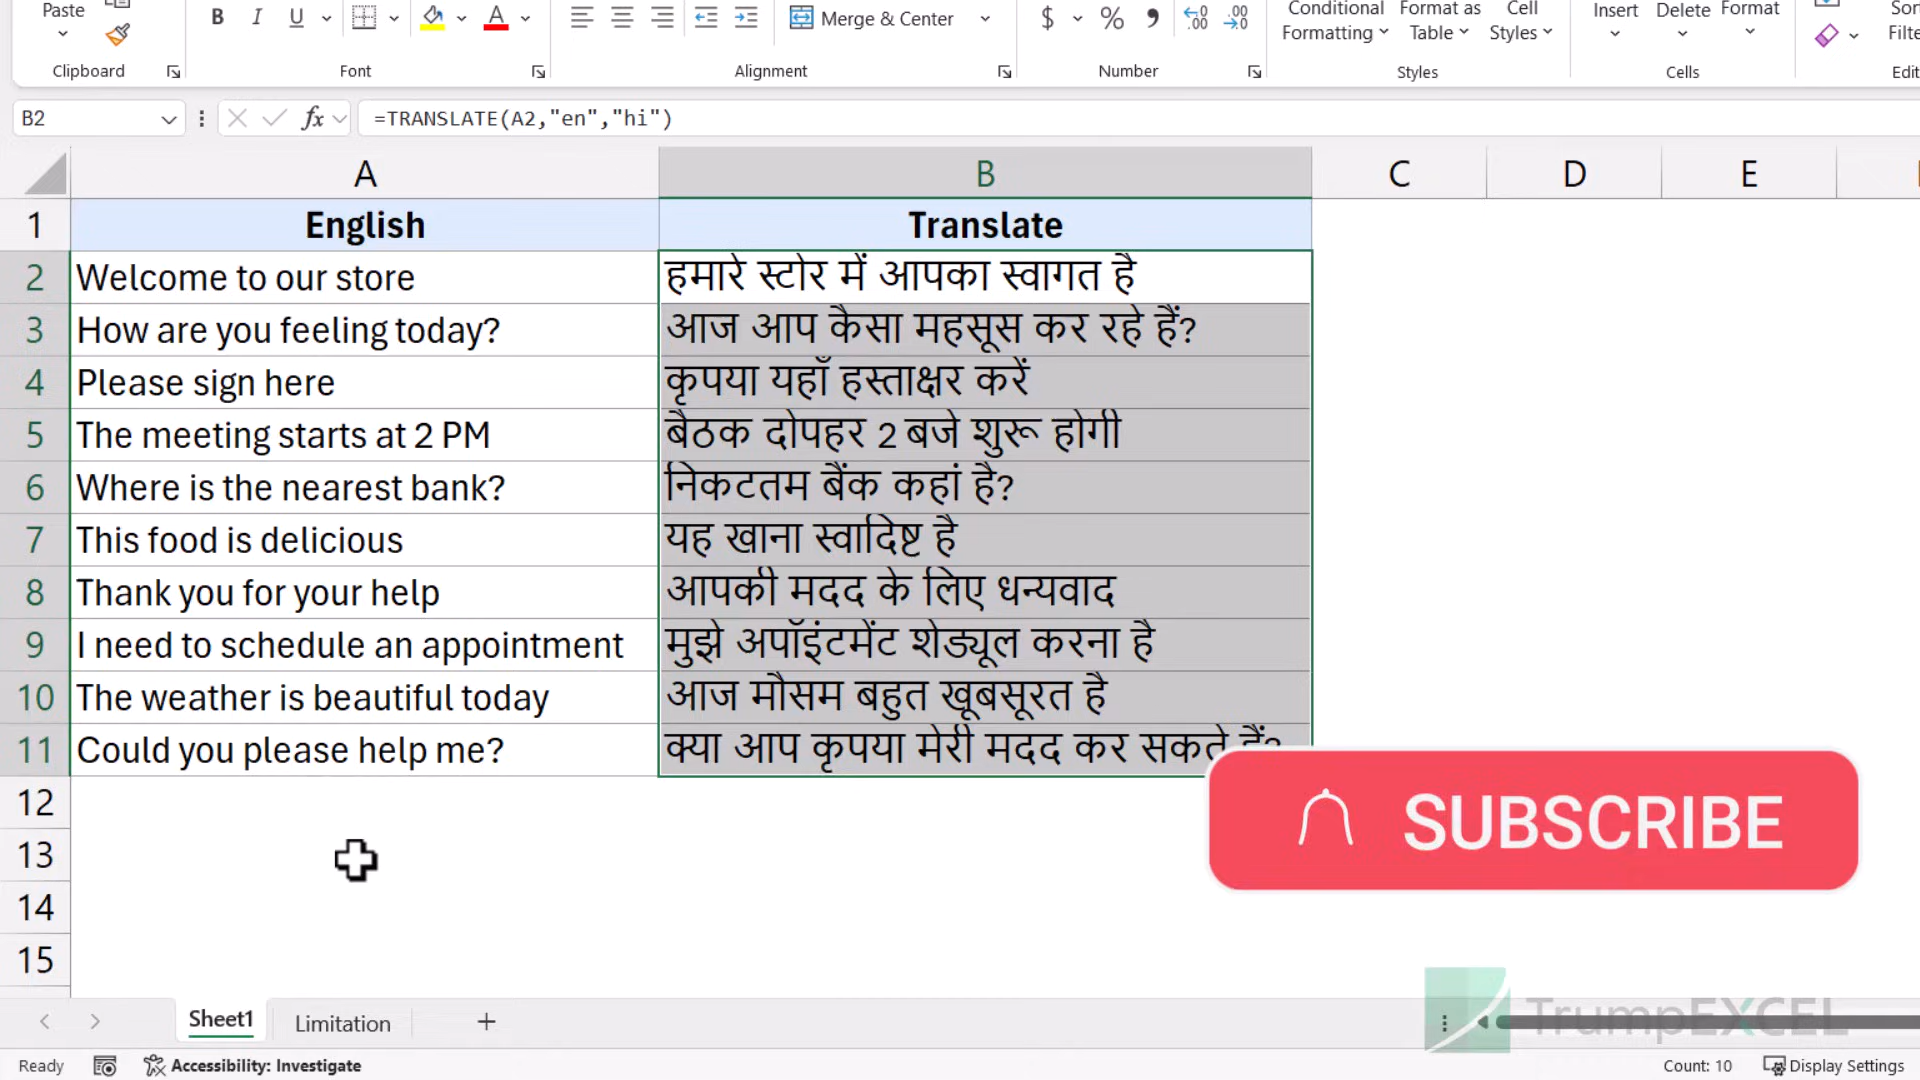 Paste
B I U A
Merge & Center
$ % ,
Conditional Formatting
Format as Table
Cell Styles
Insert Delete Format
Clipboard Font Alignment Number Styles Cells
B2 fx =TRANSLATE(A2,"en","hi")
A B C D E
1 English Translate
2 Welcome to our store हमारे स्टोर में आपका स्वागत है
3 How are you feeling today? आज आप कैसा महसूस कर रहे हैं?
4 Please sign here कृपया यहाँ हस्ताक्षर करें
5 The meeting starts at 2 PM बैठक दोपहर 2 बजे शुरू होगी
6 Where is the nearest bank? निकटतम बैंक कहां है?
7 This food is delicious यह खाना स्वादिष्ट है
8 Thank you for your help आपकी मदद के लिए धन्यवाद
9 I need to schedule an appointment मुझे अपॉइंटमेंट शेड्यूल करना है
10 The weather is beautiful today आज मौसम बहुत खूबसूरत है
11 Could you please help me? क्या आप कृपया मेरी मदद कर सकते हैं?
12
SUBSCRIBE
13
14
15
Sheet1 Limitation +
TrumpEXCEL
Ready Accessibility: Investigate Count: 10 Display Settings